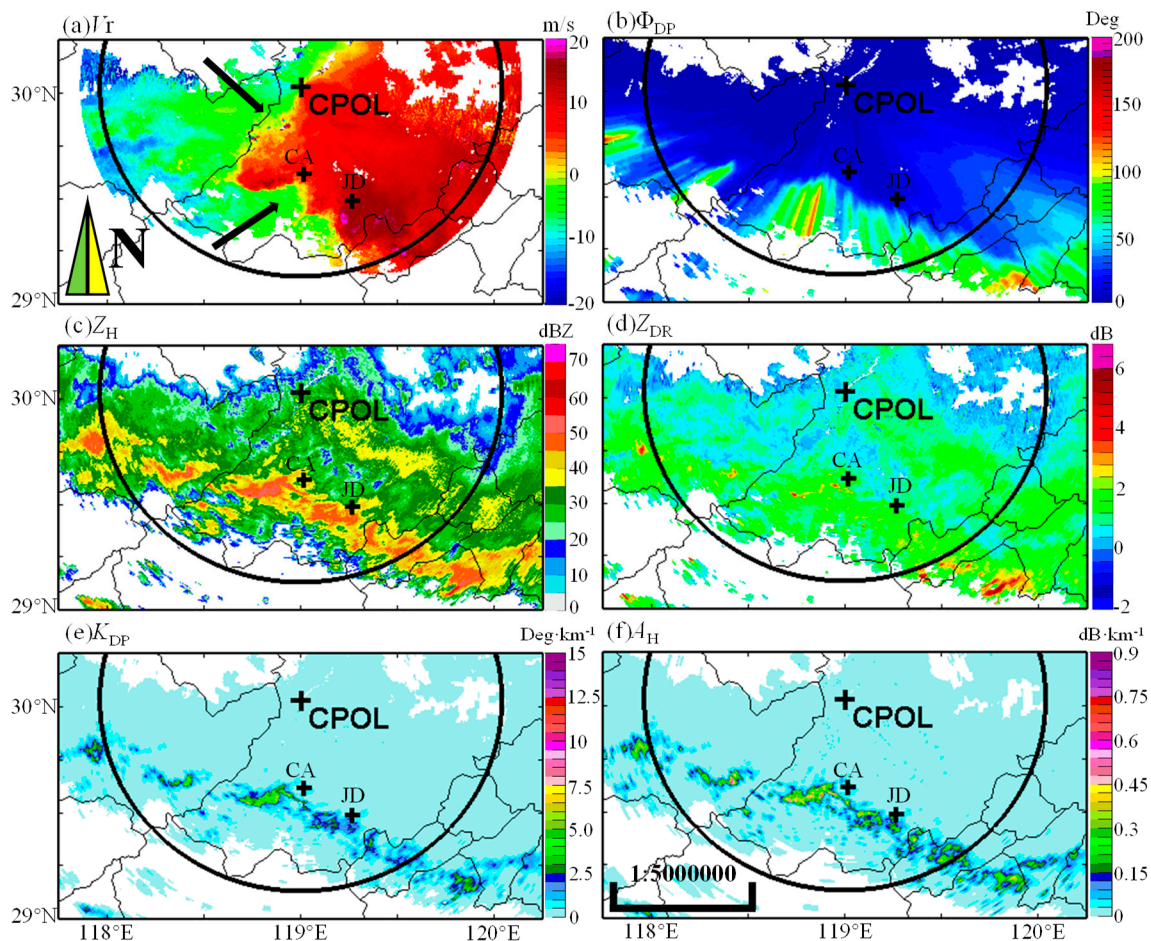 (a)Vr
m/s
20
10
0
-10
-20
30°N
29°N
CPOL
CA
JD
N
(b)ΦDP
Deg
200
150
100
50
0
CPOL
CA
JD
(c)ZH
dBZ
70
60
50
40
30
20
10
0
30°N
29°N
CPOL
CA
JD
(d)ZDR
dB
6
4
2
0
-2
CPOL
CA
JD
(e)KDP
Deg·km-1
15
12.5
10
7.5
5
2.5
0
30°N
29°N
CPOL
CA
JD
118°E
119°E
120°E
(f)AH
dB·km-1
0.9
0.75
0.6
0.45
0.3
0.15
0
CPOL
CA
JD
1:5000000
118°E
119°E
120°E